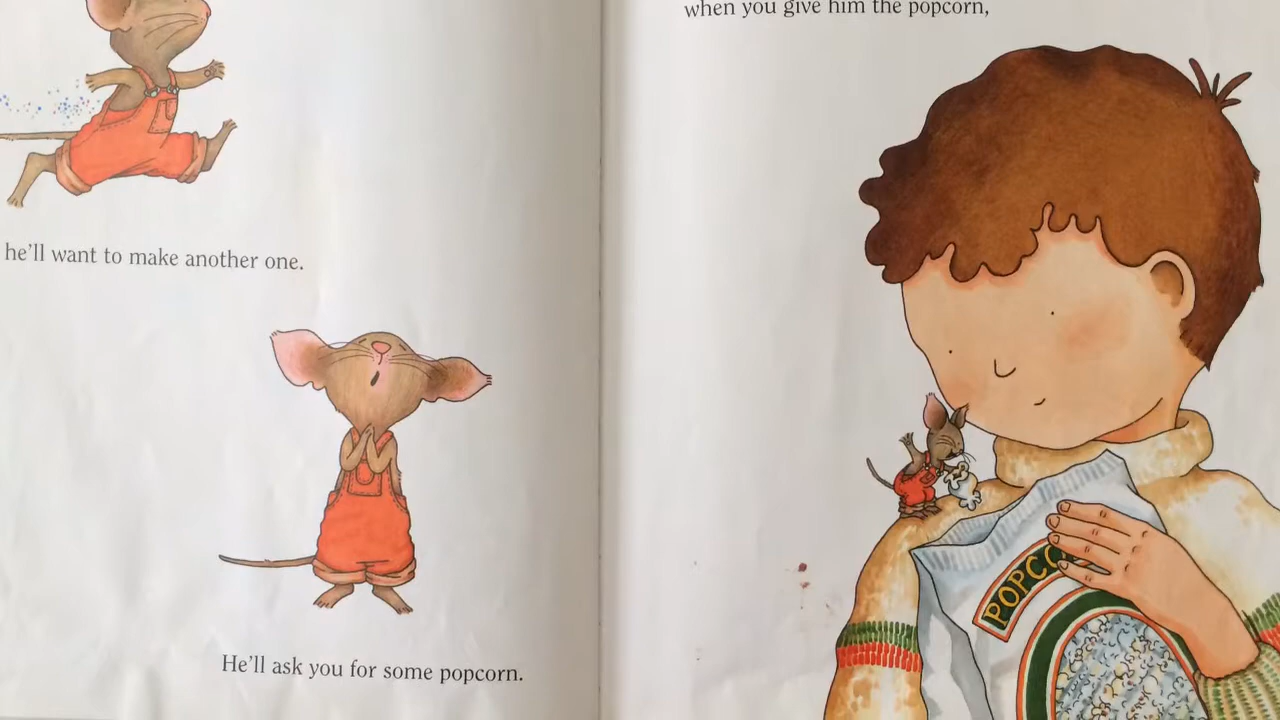 he'll want to make another one.
He'll ask you for some popcorn.
when you give him the popcorn,
POPCO